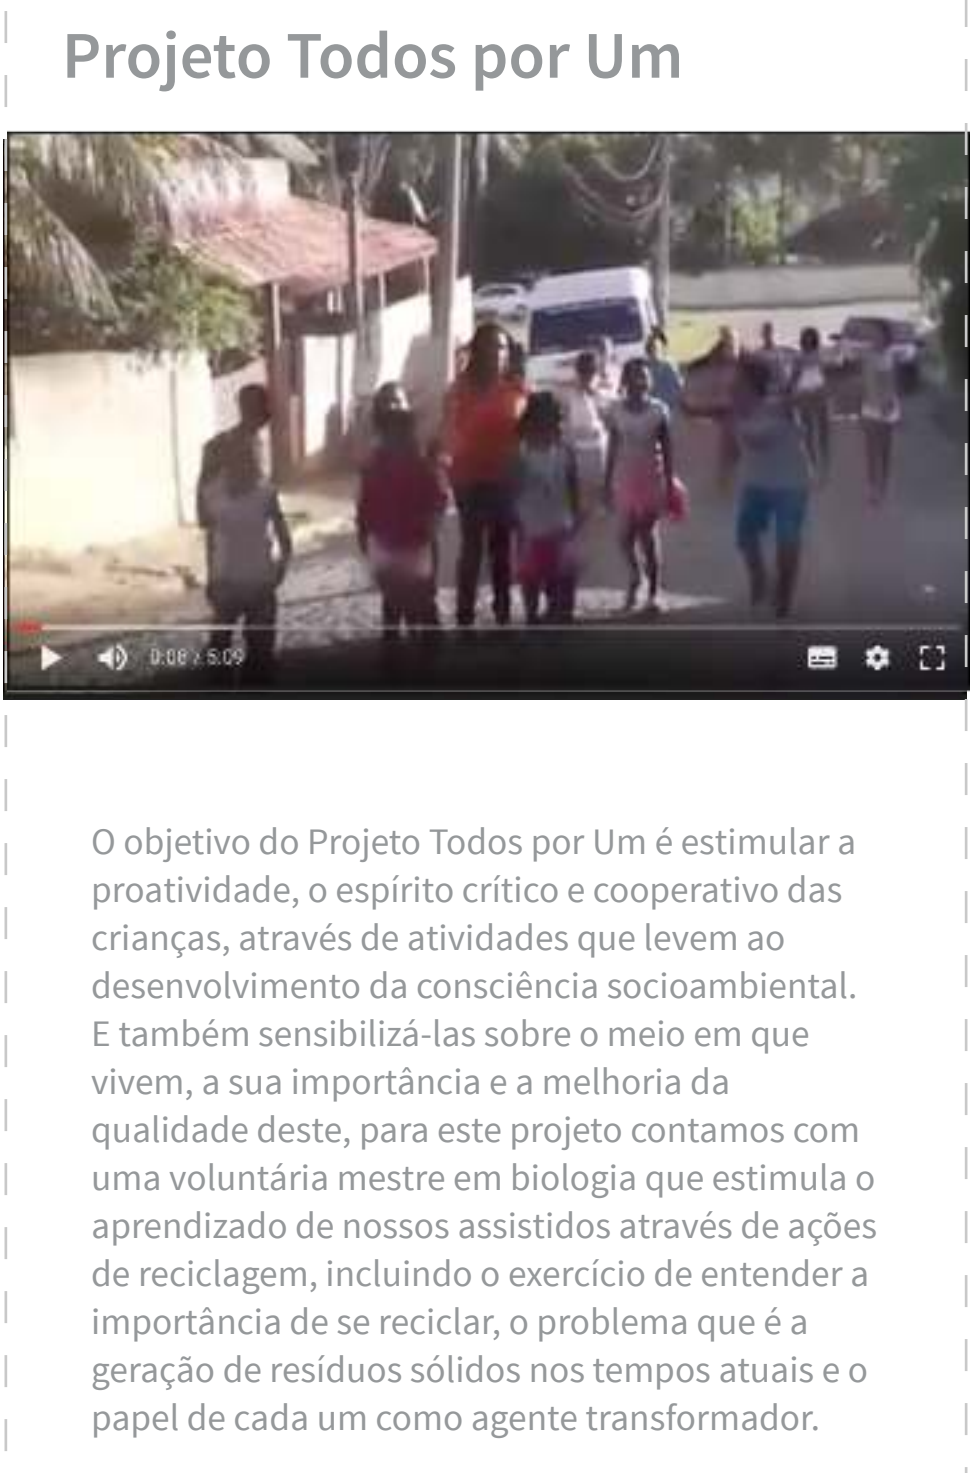 Projeto Todos por Um
0:08 / 5:09
O objetivo do Projeto Todos por Um é estimular a
proatividade, o espírito crítico e cooperativo das
crianças, através de atividades que levem ao
desenvolvimento da consciência socioambiental.
E também sensibilizá-las sobre o meio em que
vivem, a sua importância e a melhoria da
qualidade deste, para este projeto contamos com
uma voluntária mestre em biologia que estimula o
aprendizado de nossos assistidos através de ações
de reciclagem, incluindo o exercício de entender a
importância de se reciclar, o problema que é a
geração de resíduos sólidos nos tempos atuais e o
papel de cada um como agente transformador.